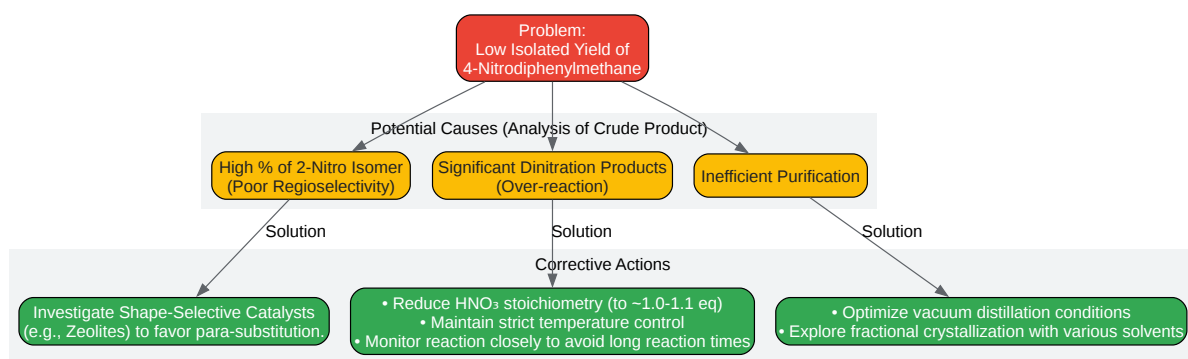 Problem:
Low Isolated Yield of
4-Nitrodiphenylmethane
Potential Causes (Analysis of Crude Product)
High % of 2-Nitro Isomer
(Poor Regioselectivity)
Significant Dinitration Products
(Over-reaction)
Inefficient Purification
Solution
Solution
Solution
Corrective Actions
Investigate Shape-Selective Catalysts
(e.g., Zeolites) to favor para-substitution.
• Reduce HNO₃ stoichiometry (to ~1.0-1.1 eq)
• Maintain strict temperature control
• Monitor reaction closely to avoid long reaction times
• Optimize vacuum distillation conditions
• Explore fractional crystallization with various solvents